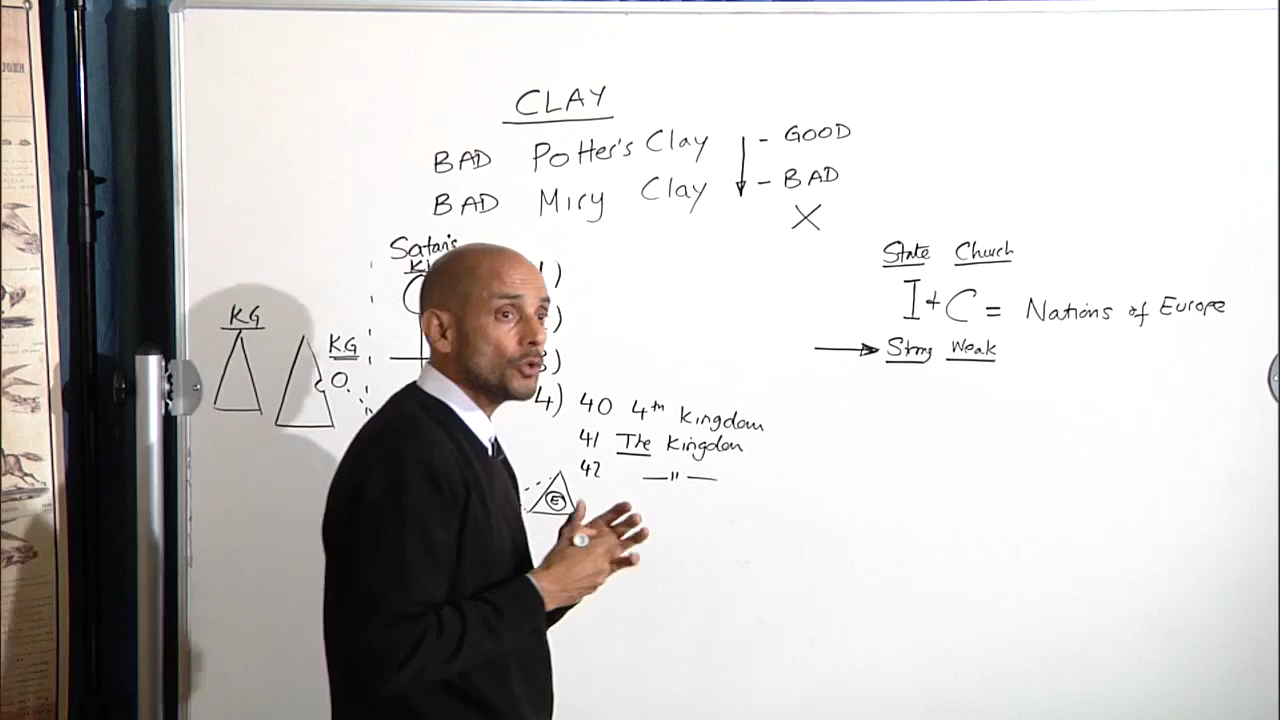 CLAY
BAD Potter's Clay - GOOD
BAD Miry Clay - BAD
X
Satan's
State Church
I + C = Nations of Europe
Strong Weak
KG
KG
4) 40 4th kingdom
41 The kingdom
42 —"—
E